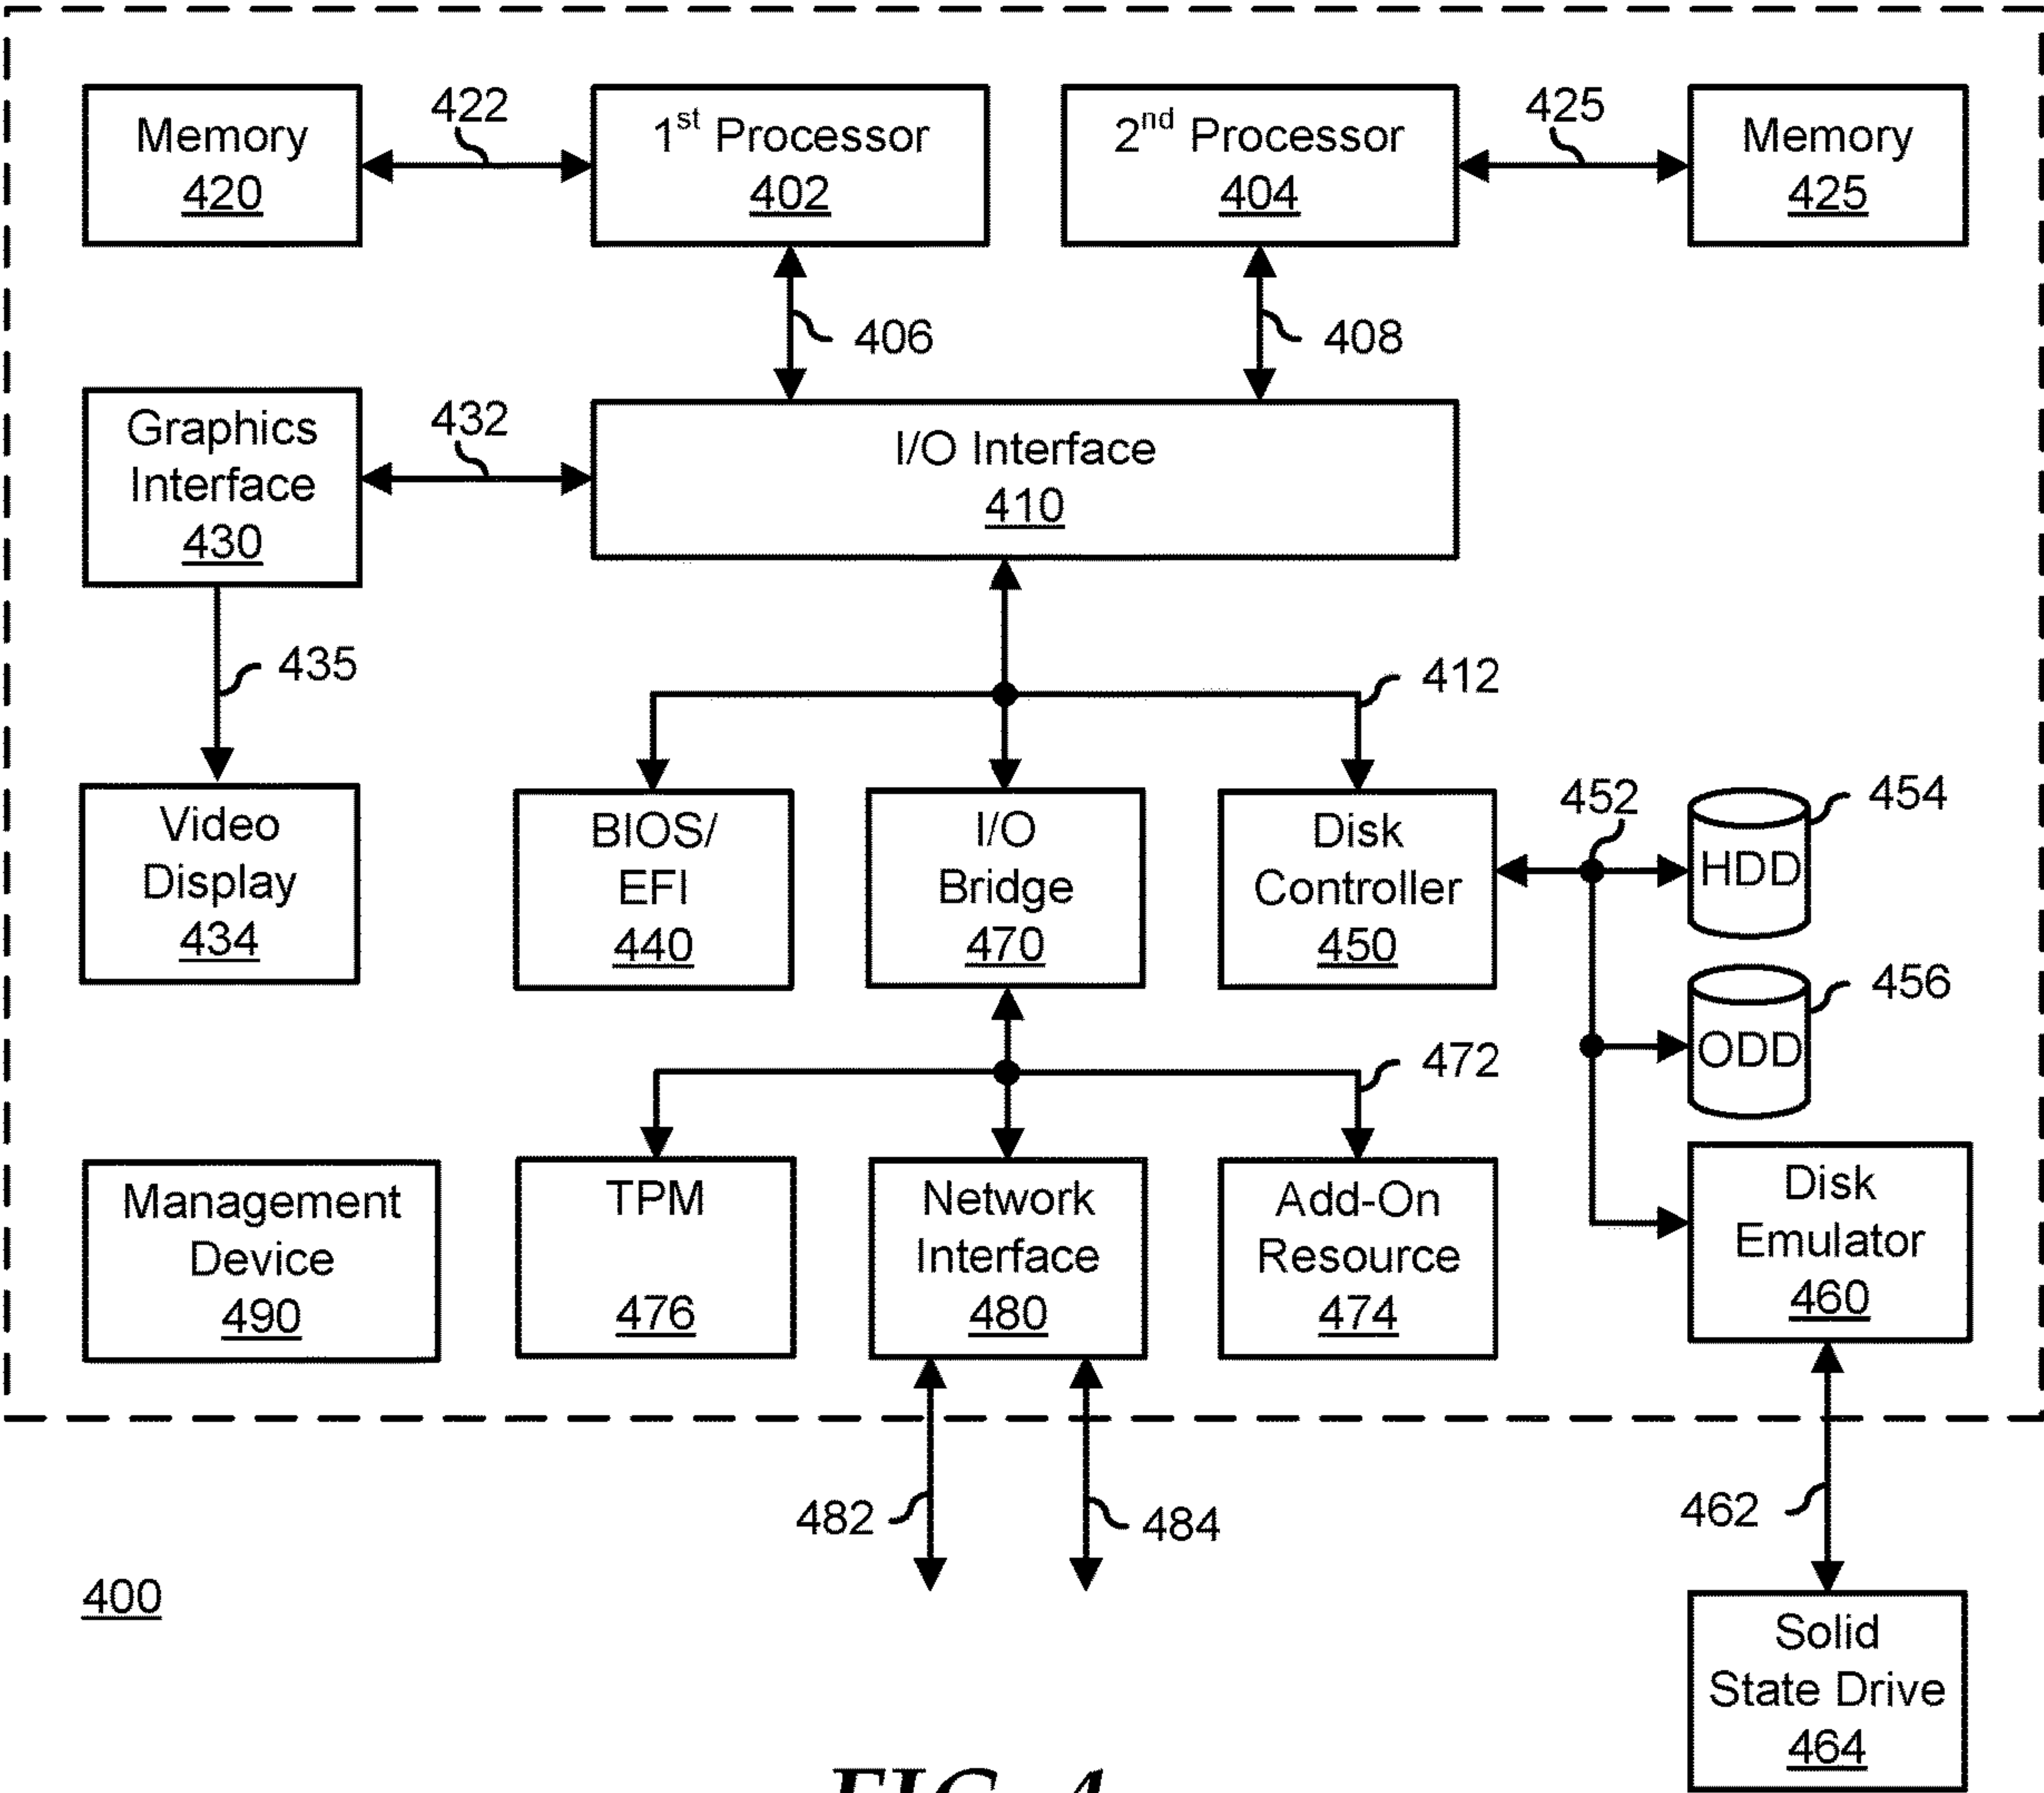 Memory
420
422
1st Processor
402
2nd Processor
404
425
Memory
425
406
408
Graphics
Interface
430
432
I/O Interface
410
435
412
Video
Display
434
BIOS/
EFI
440
I/O
Bridge
470
Disk
Controller
450
452
454
HDD
456
ODD
472
Management
Device
490
TPM
476
Network
Interface
480
Add-On
Resource
474
Disk
Emulator
460
482
484
462
400
Solid
State Drive
464
FIG. 4